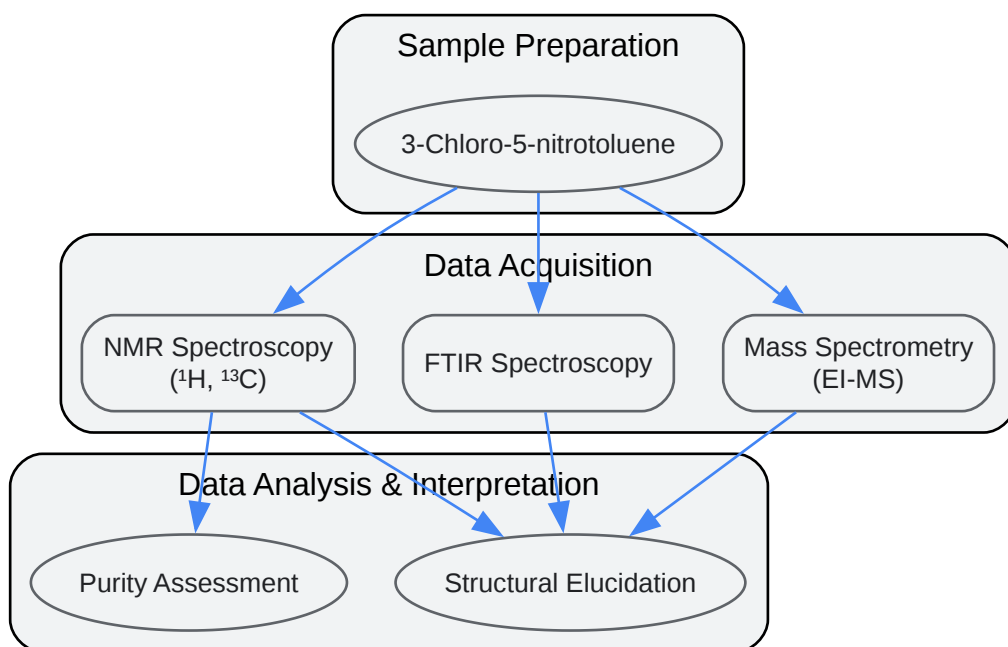 Sample Preparation
3-Chloro-5-nitrotoluene
Data Acquisition
NMR Spectroscopy
(¹H, ¹³C)
FTIR Spectroscopy
Mass Spectrometry
(EI-MS)
Data Analysis & Interpretation
Purity Assessment
Structural Elucidation